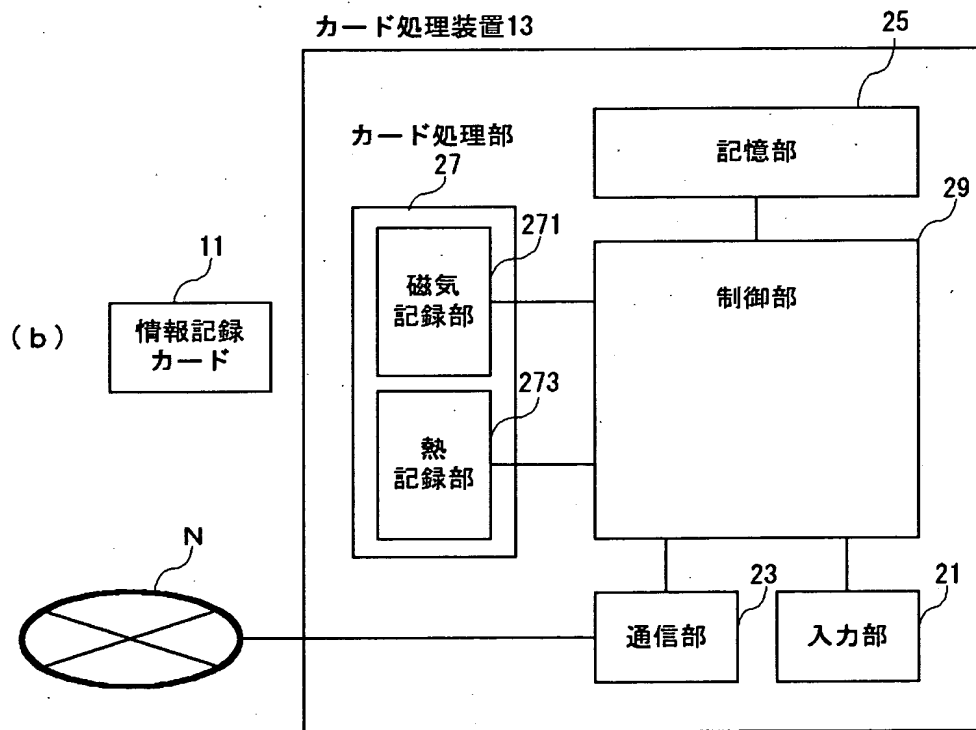 カード処理装置13
25
記憶部
カード処理部
27
29
271
磁気
記録部
制御部
11
(b)
情報記録
カード
273
熱
記録部
N
23
21
通信部
入力部